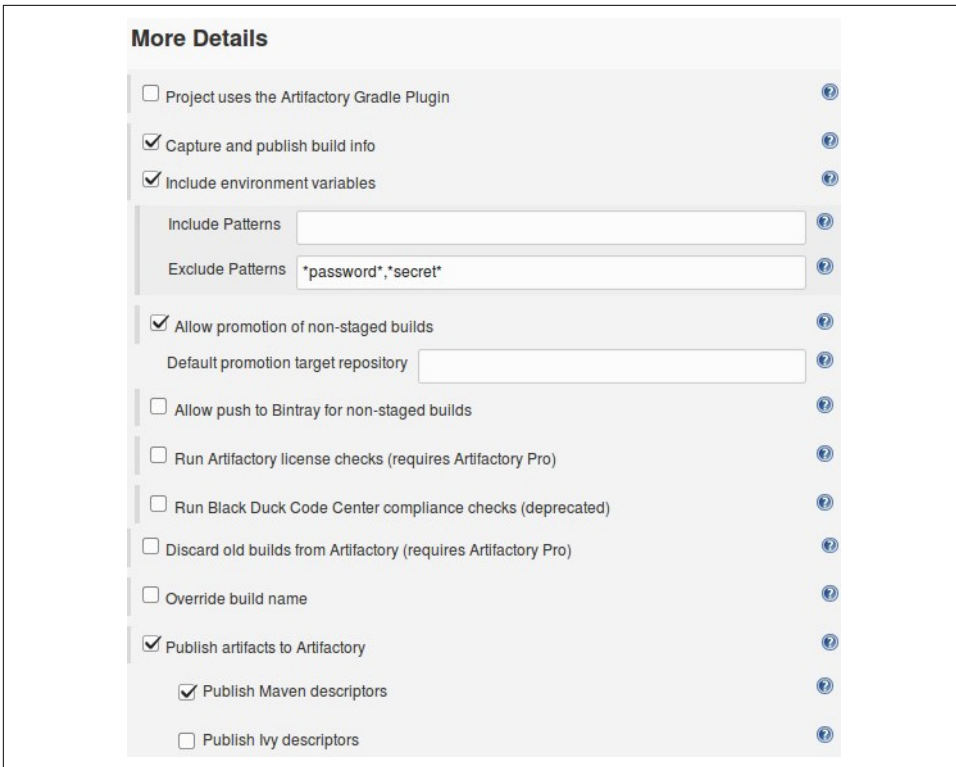 More Details
Project uses the Artifactory Gradle Plugin
Capture and publish build info
Include environment variables
Include Patterns
Exclude Patterns *password*,*secret*
Allow promotion of non-staged builds
Default promotion target repository
Allow push to Bintray for non-staged builds
Run Artifactory license checks (requires Artifactory Pro)
Run Black Duck Code Center compliance checks (deprecated)
Discard old builds from Artifactory (requires Artifactory Pro)
Override build name
Publish artifacts to Artifactory
Publish Maven descriptors
Publish Ivy descriptors